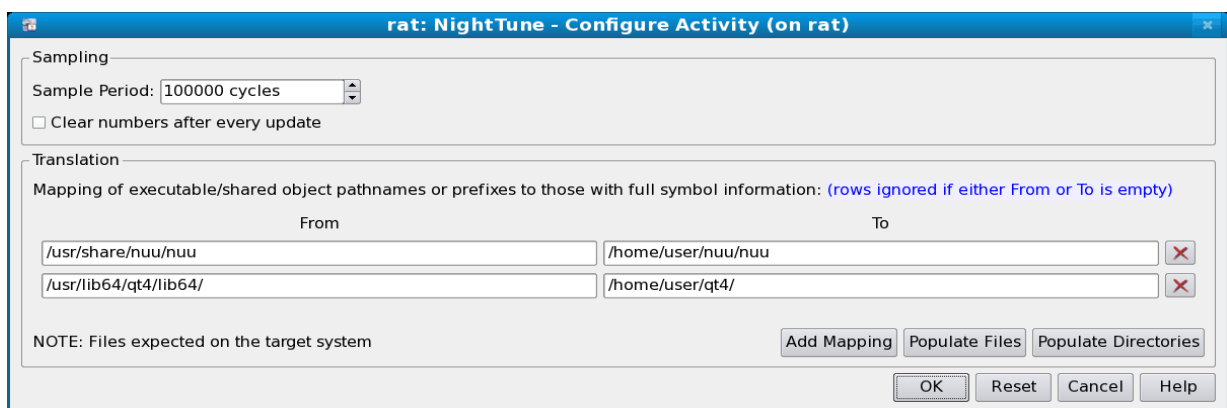 rat: NightTune - Configure Activity (on rat)
Sampling
Sample Period: 100000 cycles
Clear numbers after every update
Translation
Mapping of executable/shared object pathnames or prefixes to those with full symbol information: (rows ignored if either From or To is empty)
From To
/usr/share/nuu/nuu /home/user/nuu/nuu
/usr/lib64/qt4/lib64/ /home/user/qt4/
NOTE: Files expected on the target system Add Mapping Populate Files Populate Directories
OK Reset Cancel Help